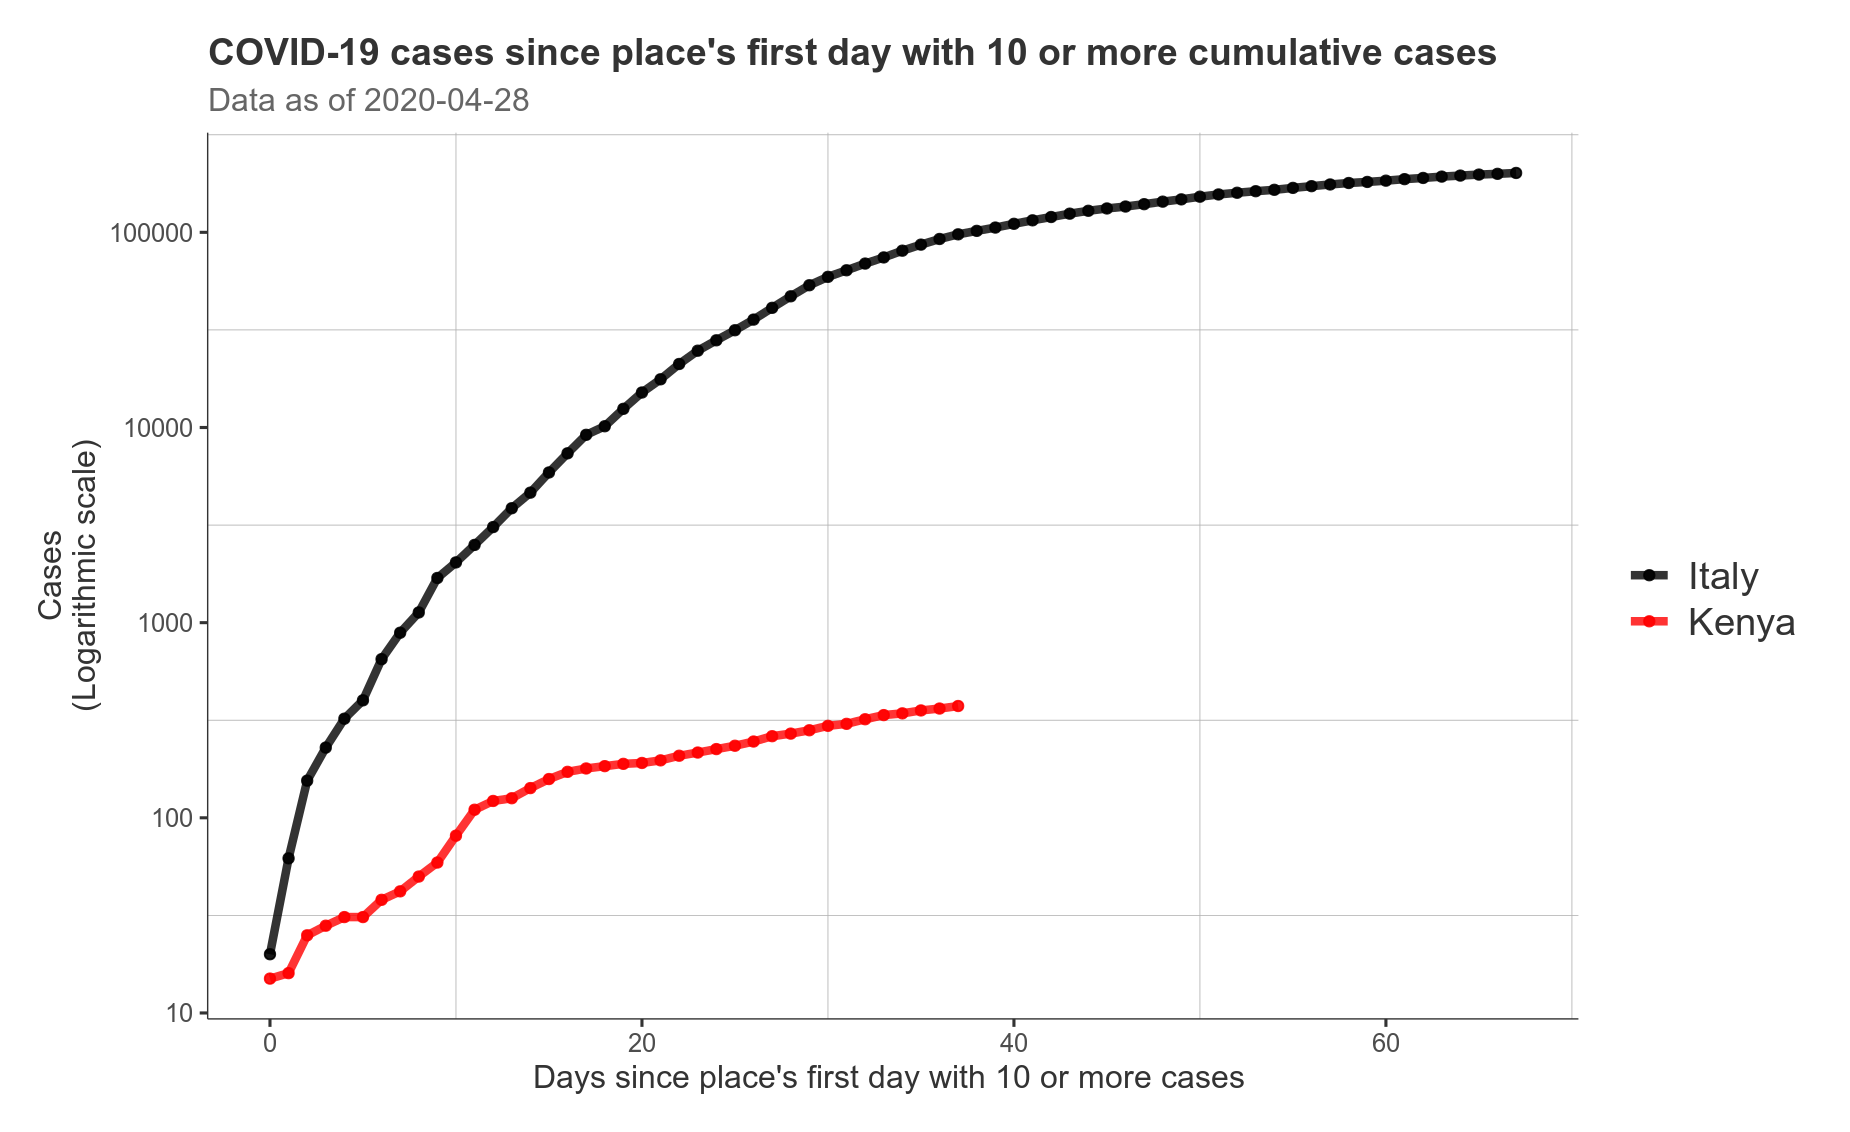 COVID-19 cases since place's first day with 10 or more cumulative cases
Data as of 2020-04-28
Cases
(Logarithmic scale)
100000
10000
1000
100
10
0
20
40
60
Days since place's first day with 10 or more cases
Italy
Kenya